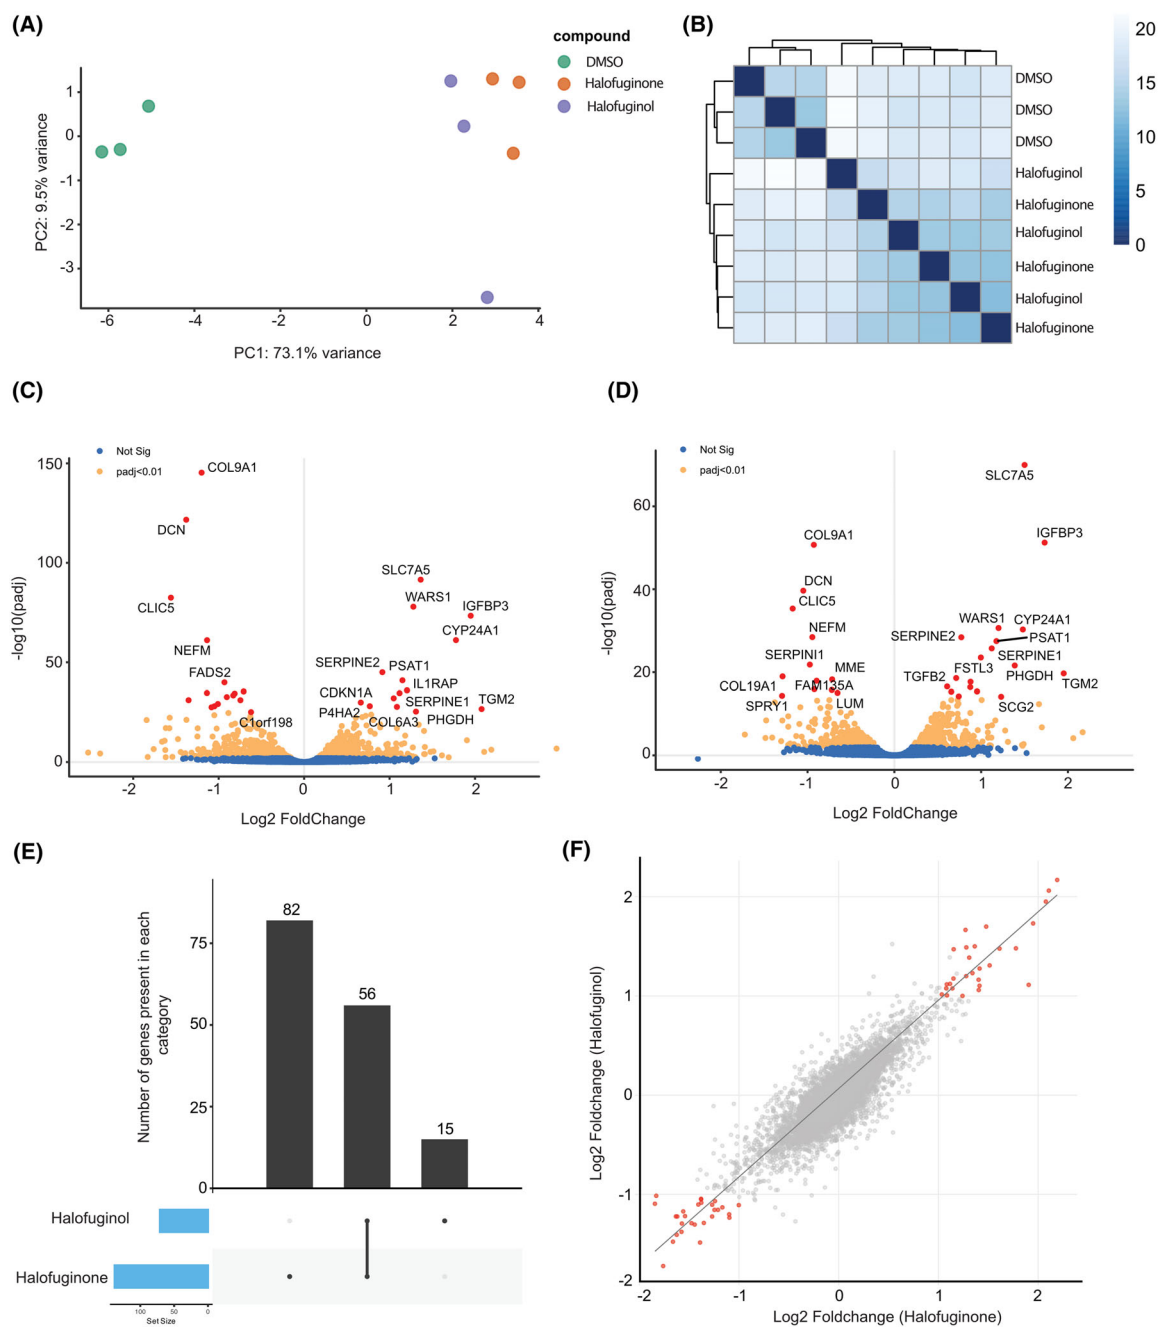 (A)
compound
DMSO
Halofuginone
Halofuginol
1
0
-1
-2
-3
PC2: 9.5% variance
-6
-4
-2
0
2
4
PC1: 73.1% variance
(B)
DMSO
DMSO
DMSO
Halofuginol
Halofuginone
Halofuginol
Halofuginone
Halofuginol
Halofuginone
20
15
10
5
0
(C)
Not Sig
padj<0.01
150
100
50
0
-log10(padj)
COL9A1
DCN
CLIC5
NEFM
FADS2
C1orf198
SLC7A5
WARS1
IGFBP3
CYP24A1
SERPINE2
PSAT1
IL1RAP
CDKN1A
SERPINE1
TGM2
P4HA2
COL6A3
PHGDH
-2
-1
0
1
2
Log2 FoldChange
(D)
Not Sig
padj<0.01
60
40
20
0
-log10(padj)
SLC7A5
IGFBP3
COL9A1
DCN
CLIC5
NEFM
SERPINI1
MME
COL19A1
FAM135A
SPRY1
LUM
WARS1
CYP24A1
SERPINE2
PSAT1
SERPINE1
FSTL3
PHGDH
TGFB2
TGM2
SCG2
-2
-1
0
1
2
Log2 FoldChange
(E)
Number of genes present in each
category
75
50
25
0
82
56
15
Halofuginol
Halofuginone
100
50
0
Set Size
(F)
Log2 Foldchange (Halofuginol)
2
1
0
-1
-2
-2
-1
0
1
2
Log2 Foldchange (Halofuginone)